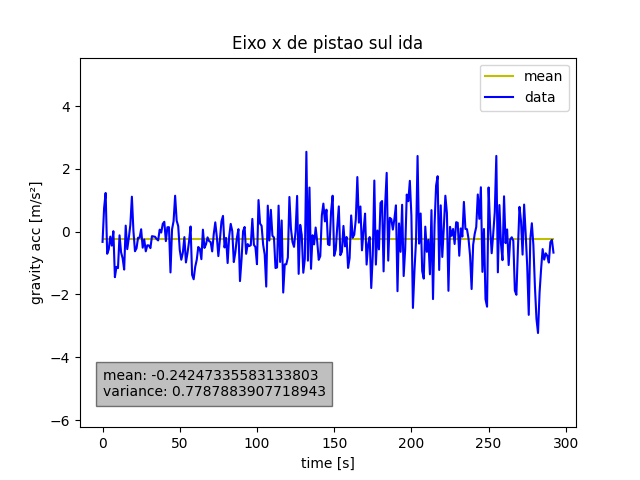 Eixo x de pistao sul ida
mean
data
gravity acc [m/s²]
4
2
0
−2
−4
−6
mean: -0.24247335583133803
variance: 0.7787883907718943
0 50 100 150 200 250 300
time [s]